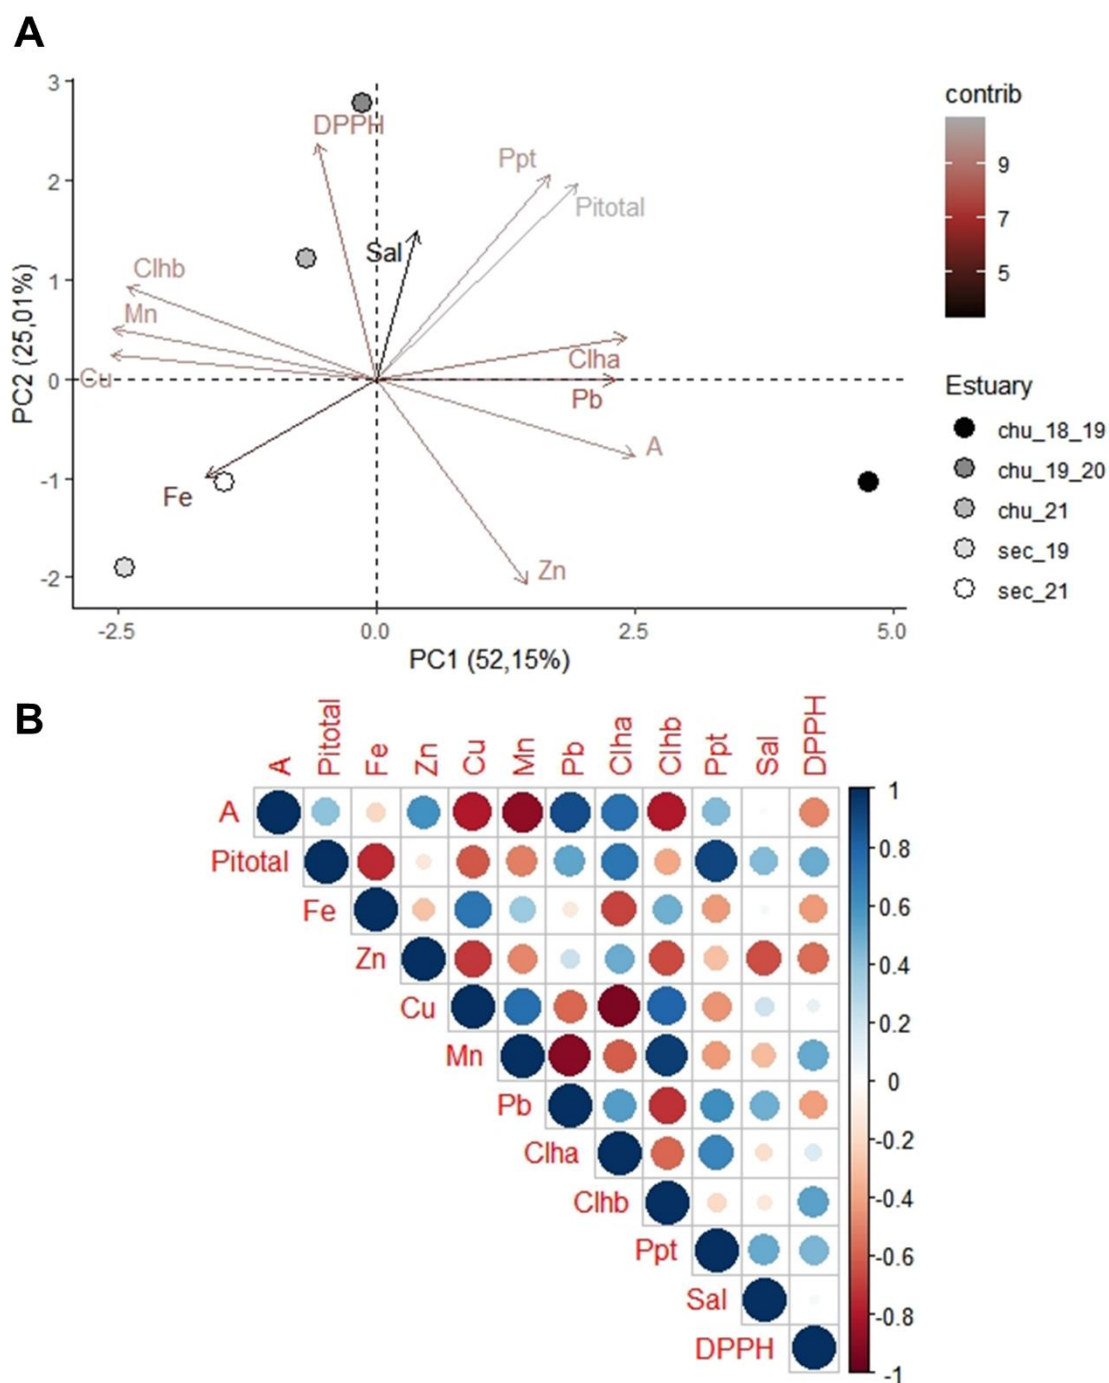 A
contrib
9
7
5
3
2
1
0
-1
-2
PC2 (25,01%)
DPPH
Ppt
Pitotal
Sal
Clhb
Mn
Cu
Clha
Pb
A
Fe
Zn
-2.5
0.0
2.5
5.0
PC1 (52,15%)
Estuary
chu_18_19
chu_19_20
chu_21
sec_19
sec_21
B
A
Pitotal
Fe
Zn
Cu
Mn
Pb
Clha
Clhb
Ppt
Sal
DPPH
A
Pitotal
Fe
Zn
Cu
Mn
Pb
Clha
Clhb
Ppt
Sal
DPPH
1
0.8
0.6
0.4
0.2
0
-0.2
-0.4
-0.6
-0.8
-1